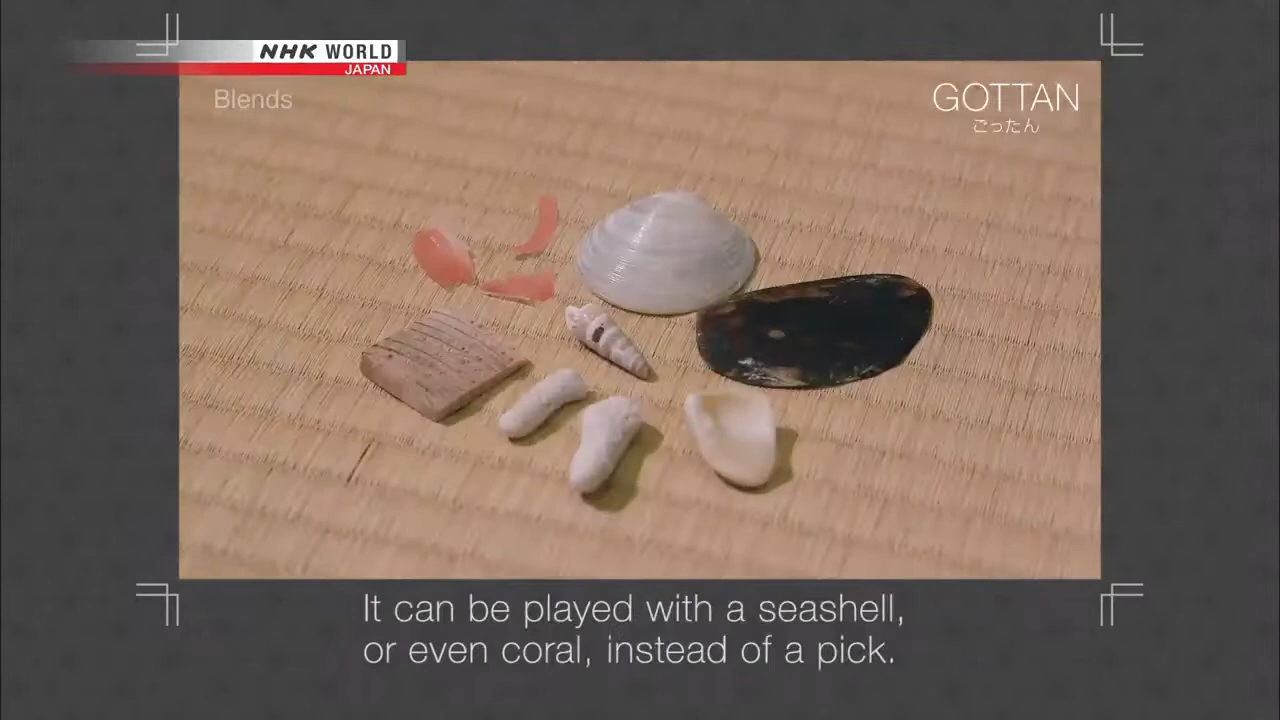 NHK WORLD
JAPAN
Blends
GOTTAN
ごったん
It can be played with a seashell,
or even coral, instead of a pick.